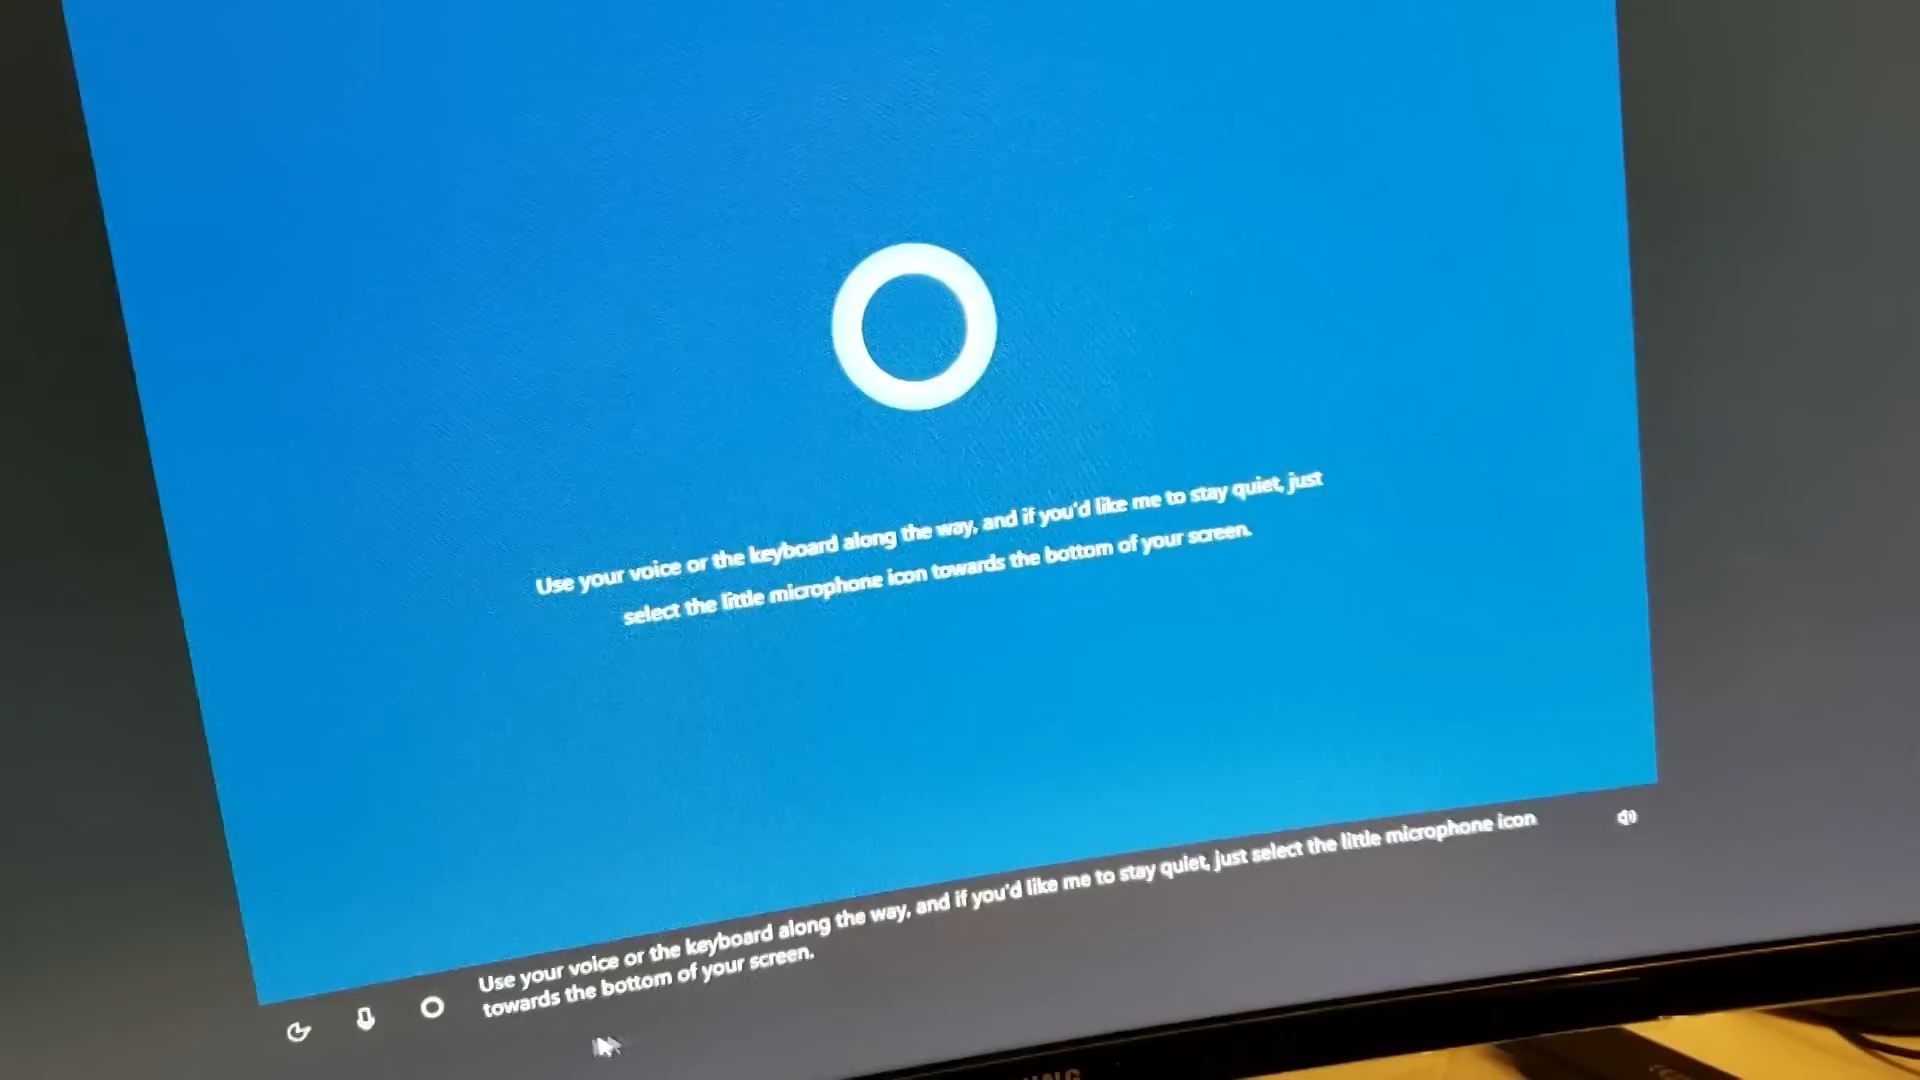 Use your voice or the keyboard along the way, and if you'd like me to stay quiet, just
select the little microphone icon towards the bottom of your screen.
Use your voice or the keyboard along the way, and if you'd like me to stay quiet, just select the little microphone icon
towards the bottom of your screen.